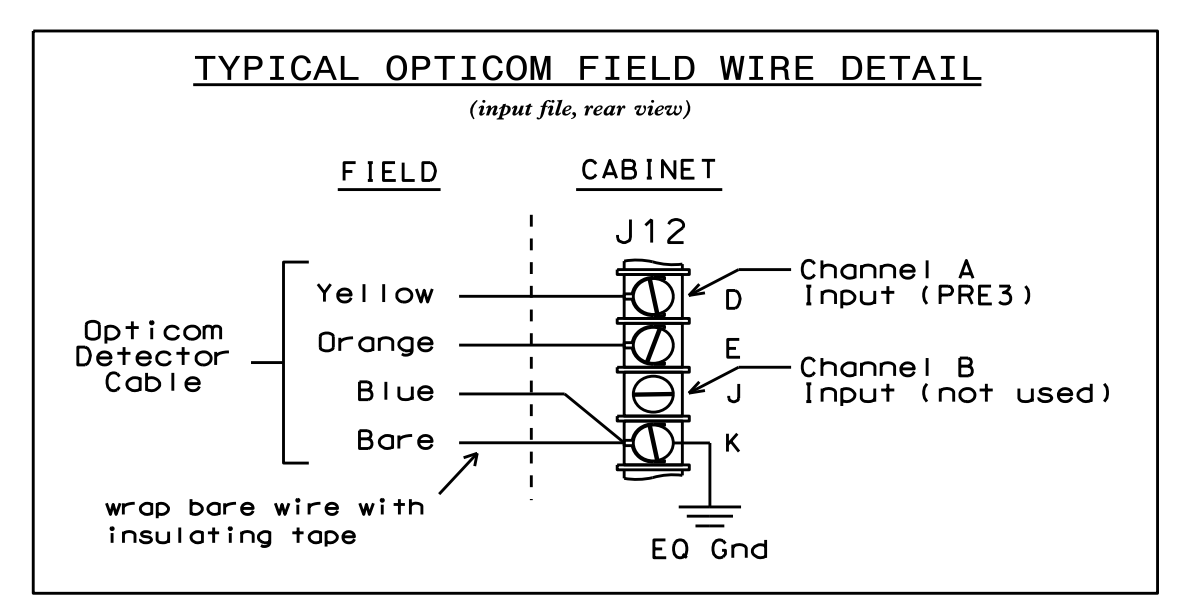 TYPICAL OPTICOM FIELD WIRE DETAIL
(input file, rear view)
FIELD
CABINET
J12
Opticom
Detector
Cable
Yellow
Orange
Blue
Bare
D
E
J
K
Channel A
Input (PRE3)
Channel B
Input (not used)
wrap bare wire with
insulating tape
EQ Gnd